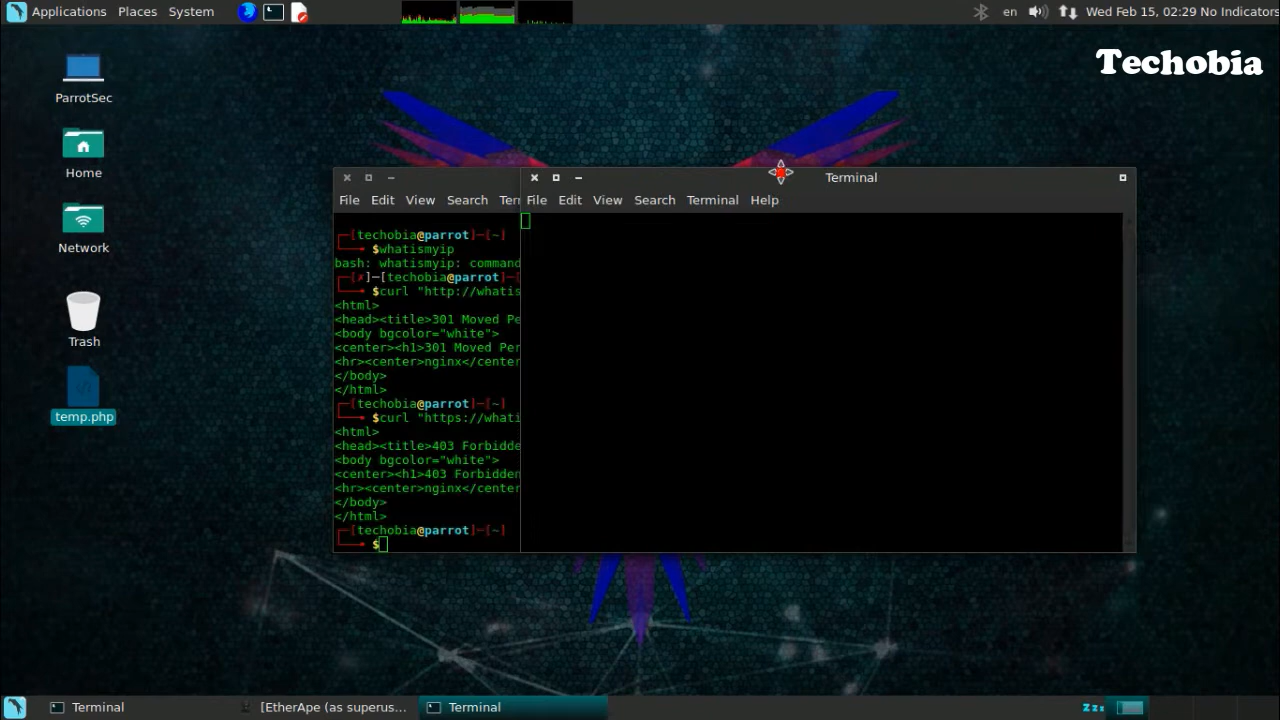 Applications Places System
en Wed Feb 15, 02:29 No Indicators
Techobia
ParrotSec
Home
Network
Trash
temp.php
Terminal
File Edit View Search Ter
File Edit View Search Terminal Help
┌─[techobia@parrot]─[~]
└──╼ $whatismyip
bash: whatismyip: command
┌─[✗]─[techobia@parrot]─[
└──╼ $curl "http://whatis
<html>
<head><title>301 Moved Pe
<body bgcolor="white">
<center><h1>301 Moved Per
<hr><center>nginx</center
</body>
</html>
┌─[techobia@parrot]─[~]
└──╼ $curl "https://whati
<html>
<head><title>403 Forbidde
<body bgcolor="white">
<center><h1>403 Forbidden
<hr><center>nginx</center
</body>
</html>
┌─[techobia@parrot]─[~]
└──╼ $
Terminal [EtherApe (as superus... Terminal
zzz